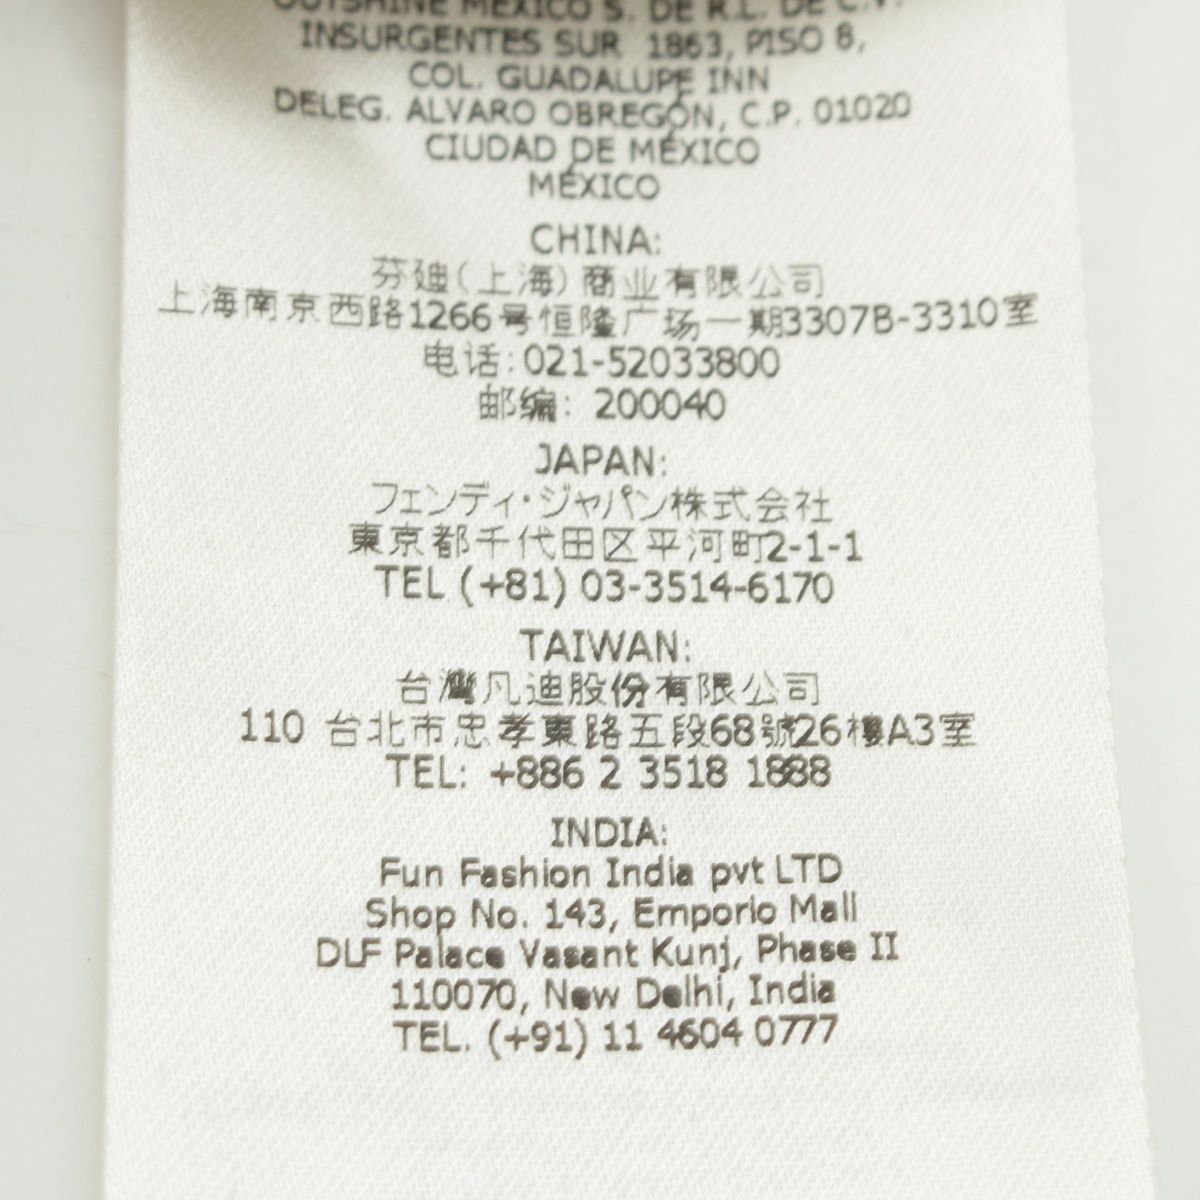 OUTSHINE MEXICO S. DE R.L. DE C.V.
INSURGENTES SUR 1863, PISO 8,
COL. GUADALUPE INN
DELEG. ALVARO OBREGÓN, C.P. 01020
CIUDAD DE MÉXICO
MÉXICO
CHINA:
芬迪(上海)商业有限公司
上海南京西路1266号恒隆广场一期3307B-3310室
电话:021-52033800
邮编: 200040
JAPAN:
フェンディ・ジャパン株式会社
東京都千代田区平河町2-1-1
TEL (+81) 03-3514-6170
TAIWAN:
台灣凡迪股份有限公司
110 台北市忠孝東路五段68號26樓A3室
TEL: +886 2 3518 1888
INDIA:
Fun Fashion India pvt LTD
Shop No. 143, Emporio Mall
DLF Palace Vasant Kunj, Phase II
110070, New Delhi, India
TEL. (+91) 11 4604 0777